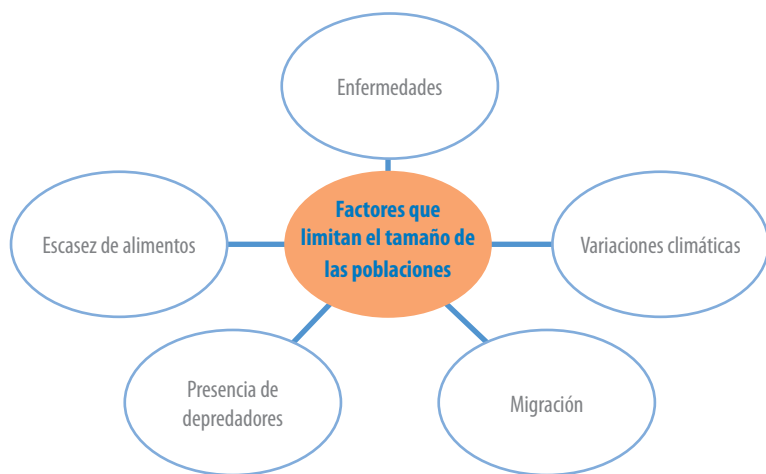 Enfermedades
Factores que
limitan el tamaño de
las poblaciones
Escasez de alimentos
Variaciones climáticas
Presencia de
depredadores
Migración